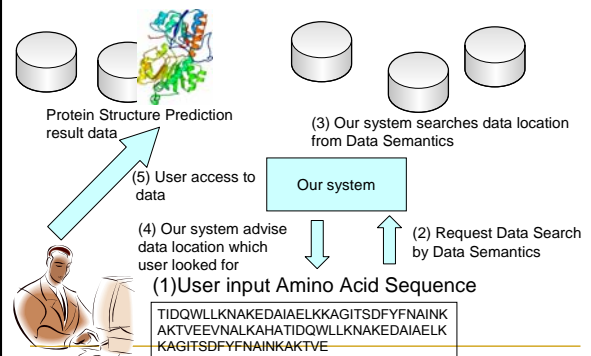 Protein Structure Prediction
result data
(3) Our system searches data location
from Data Semantics
(5) User access to
data
Our system
(4) Our system advise
data location which
user looked for
(2) Request Data Search
by Data Semantics
(1)User input Amino Acid Sequence
TIDQWLLKNAKEDAIAELKKAGITSDFYFNAINK
AKTVEEVNALKAHATIDQWLLKNAKEDAIAELK
KAGITSDFYFNAINKAKTVE